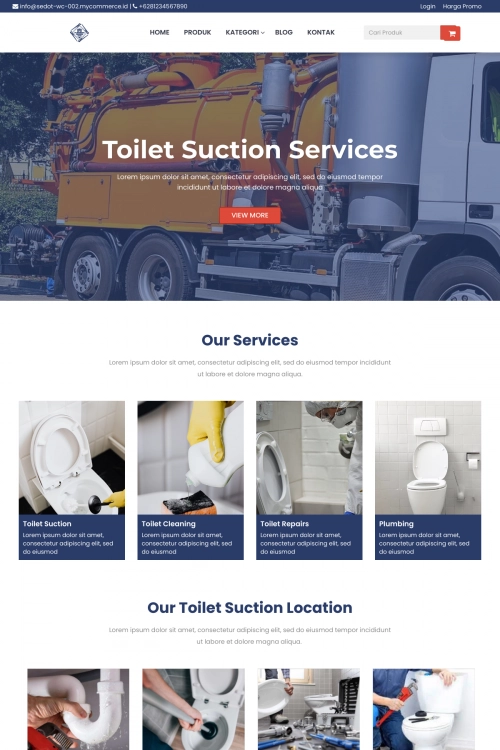 info@sedot-wc-002.mycommerce.id | +6281234567890
Login Harga Promo
HOME PRODUK KATEGORI BLOG KONTAK
Cari Produk
Toilet Suction Services
Lorem ipsum dolor sit amet, consectetur adipiscing elit, sed do eiusmod tempor
incididunt ut labore et dolore magna aliqua.
VIEW MORE
Our Services
Lorem ipsum dolor sit amet, consectetur adipiscing elit, sed do eiusmod tempor incididunt
ut labore et dolore magna aliqua.
Toilet Suction
Lorem ipsum dolor sit amet,
consectetur adipiscing elit, sed
do eiusmod
Toilet Cleaning
Lorem ipsum dolor sit amet,
consectetur adipiscing elit, sed
do eiusmod
Toilet Repairs
Lorem ipsum dolor sit amet,
consectetur adipiscing elit, sed
do eiusmod
Plumbing
Lorem ipsum dolor sit amet,
consectetur adipiscing elit, sed
do eiusmod
Our Toilet Suction Location
Lorem ipsum dolor sit amet, consectetur adipiscing elit, sed do eiusmod tempor incididunt
ut labore et dolore magna aliqua.